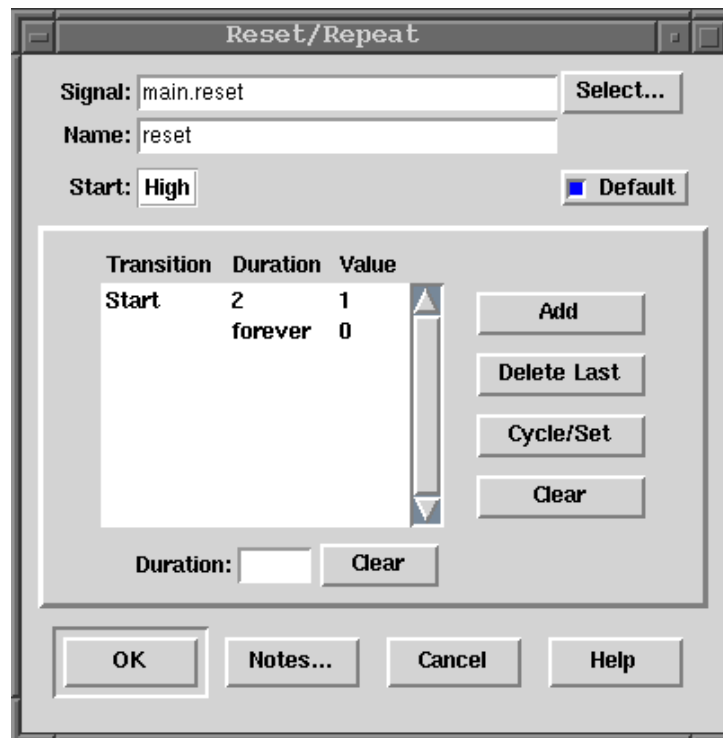 Reset/Repeat
Signal: main.reset Select...
Name: reset
Start: High Default
Transition Duration Value
Start 2 1
forever 0
Add
Delete Last
Cycle/Set
Clear
Duration: Clear
OK Notes... Cancel Help